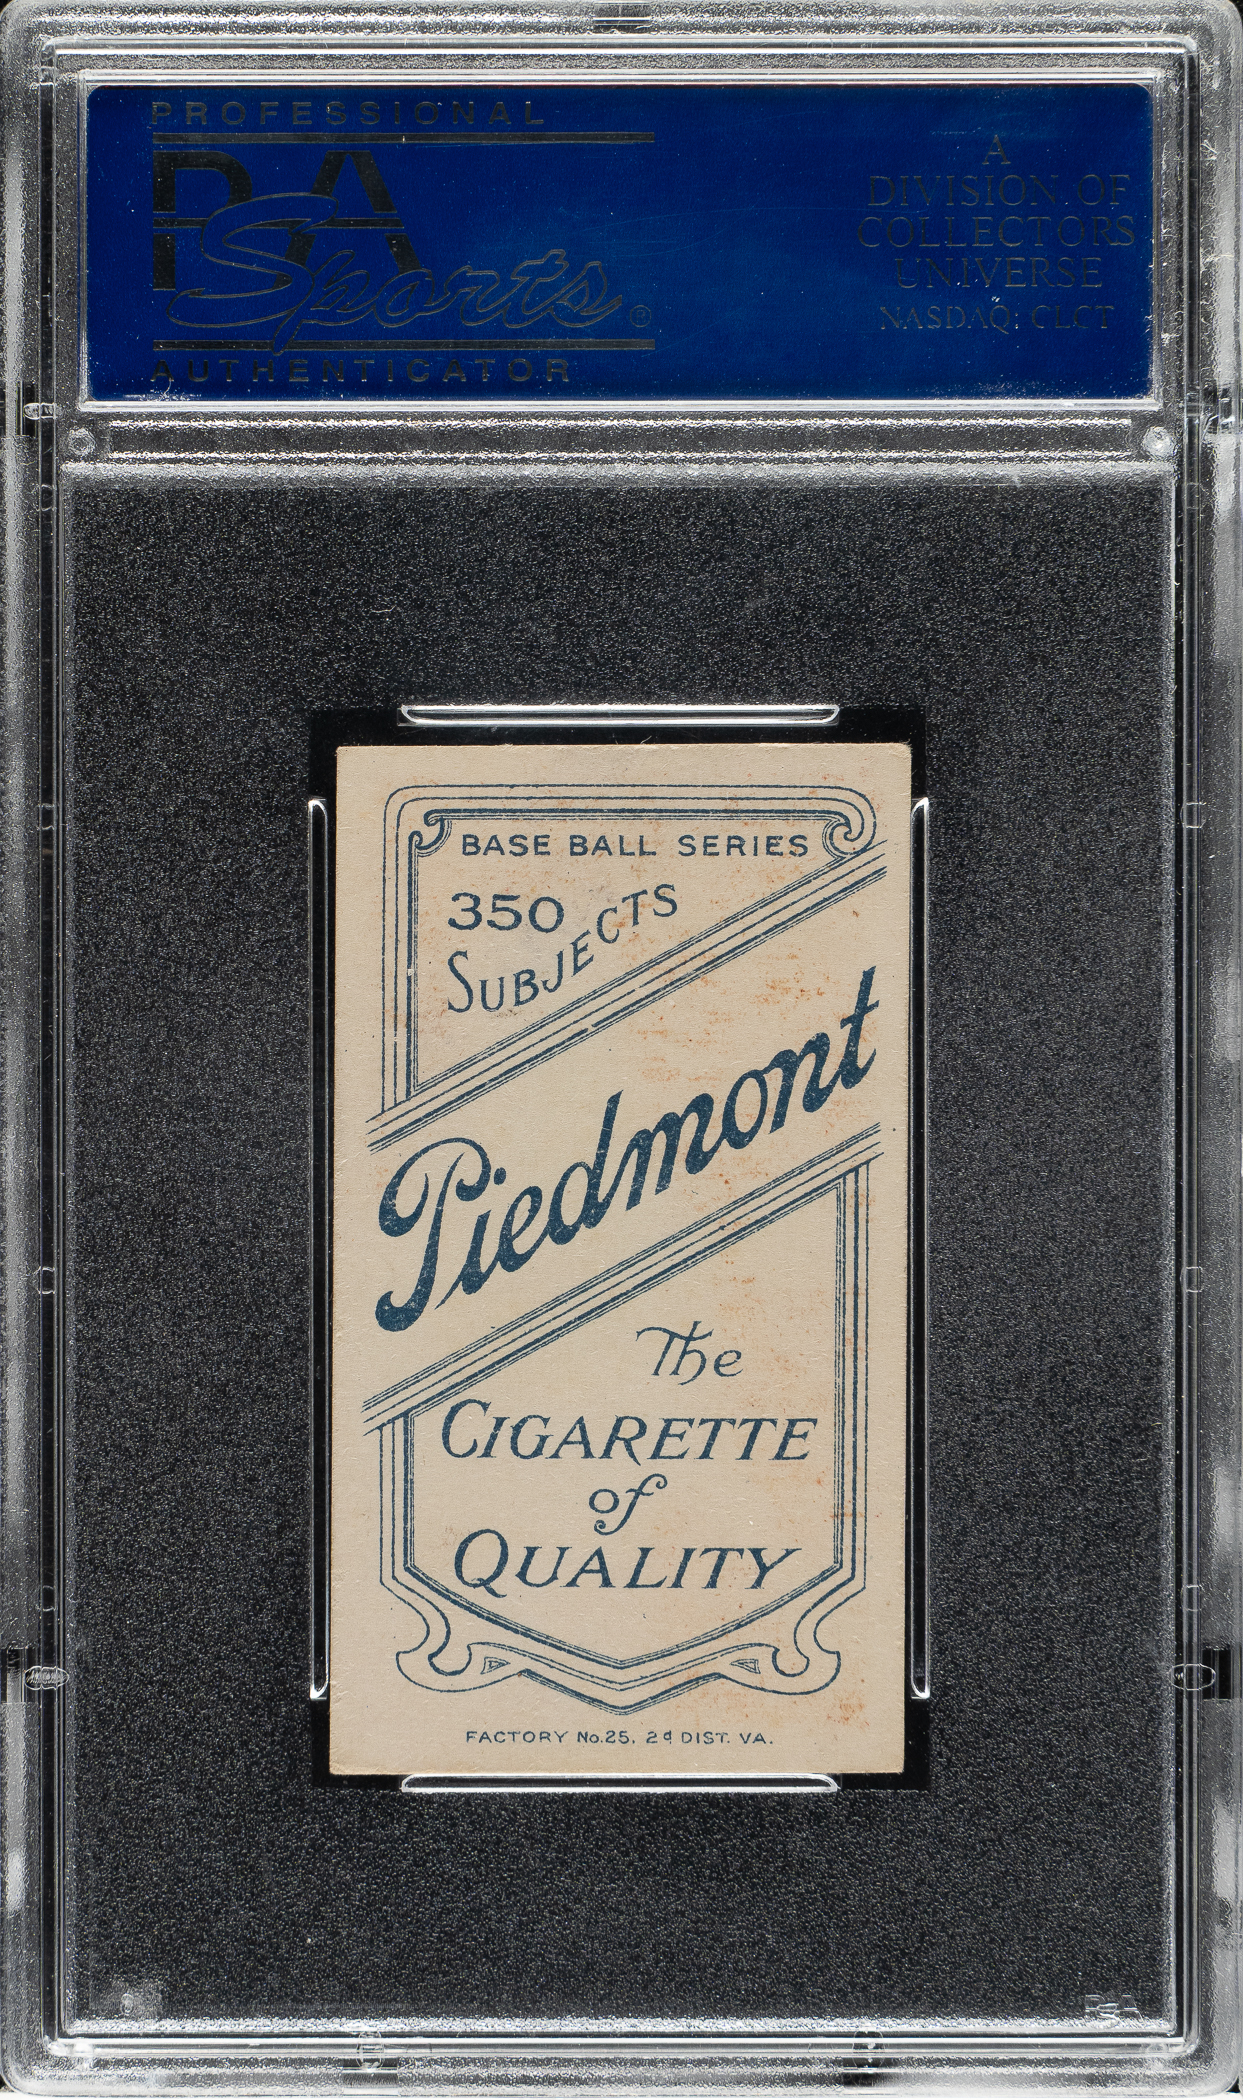 PROFESSIONAL
PSA
Sports®
AUTHENTICATOR
A
DIVISION OF
COLLECTORS
UNIVERSE
NASDAQ: CLCT
BASE BALL SERIES
350
SUBJECTS
Piedmont
The
CIGARETTE
of
QUALITY
FACTORY No. 25, 2d DIST. VA.
PSA